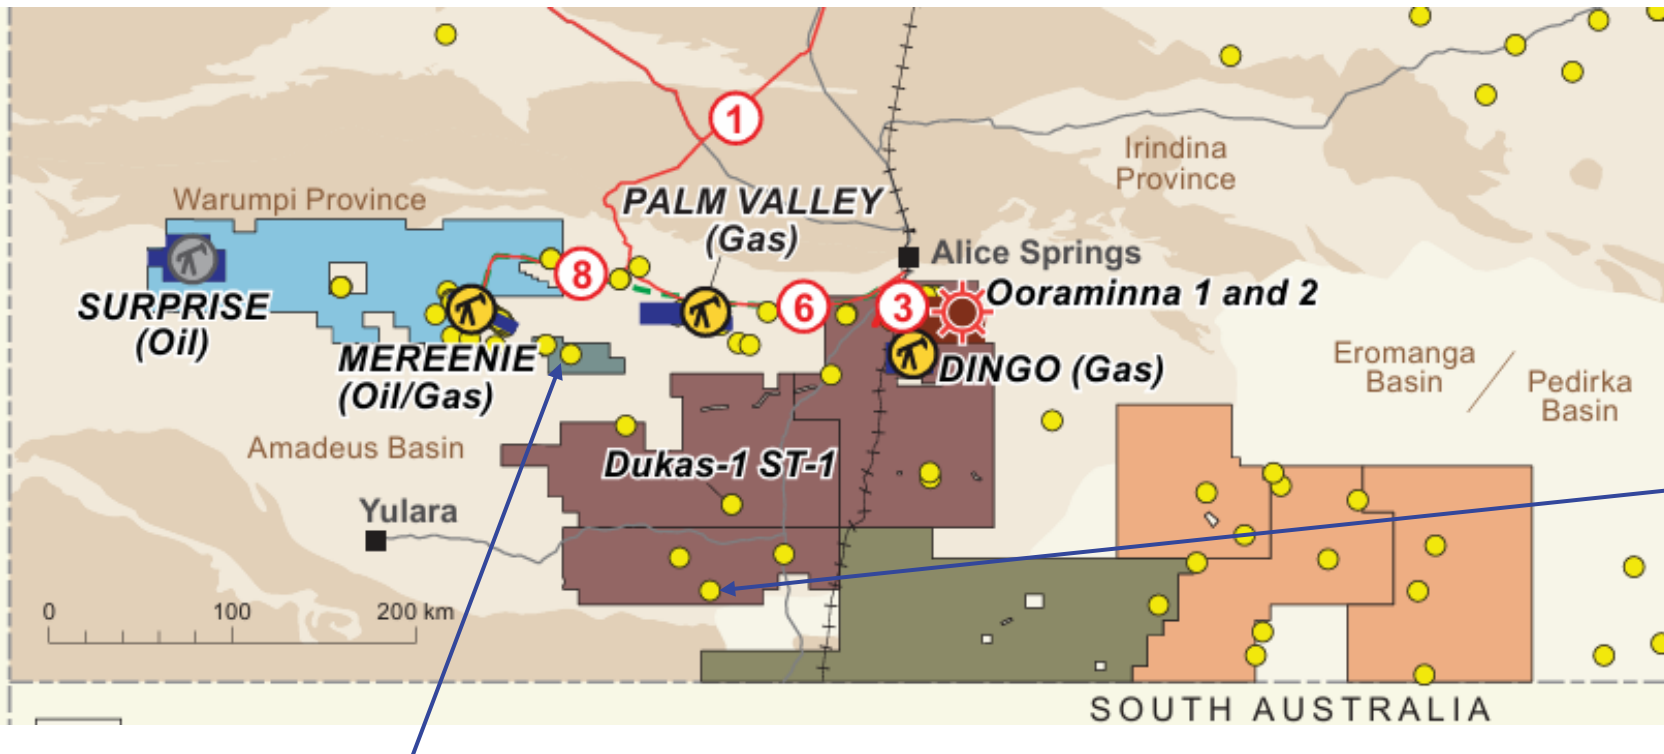 1
Irindina
Province
Warumpi Province
PALM VALLEY
(Gas)
Alice Springs
8
SURPRISE
(Oil)
6
3
Ooraminna 1 and 2
MEREENIE
(Oil/Gas)
DINGO (Gas)
Eromanga
Basin
Pedirka
Basin
Amadeus Basin
Dukas-1 ST-1
Yulara
0 100 200 km
SOUTH AUSTRALIA